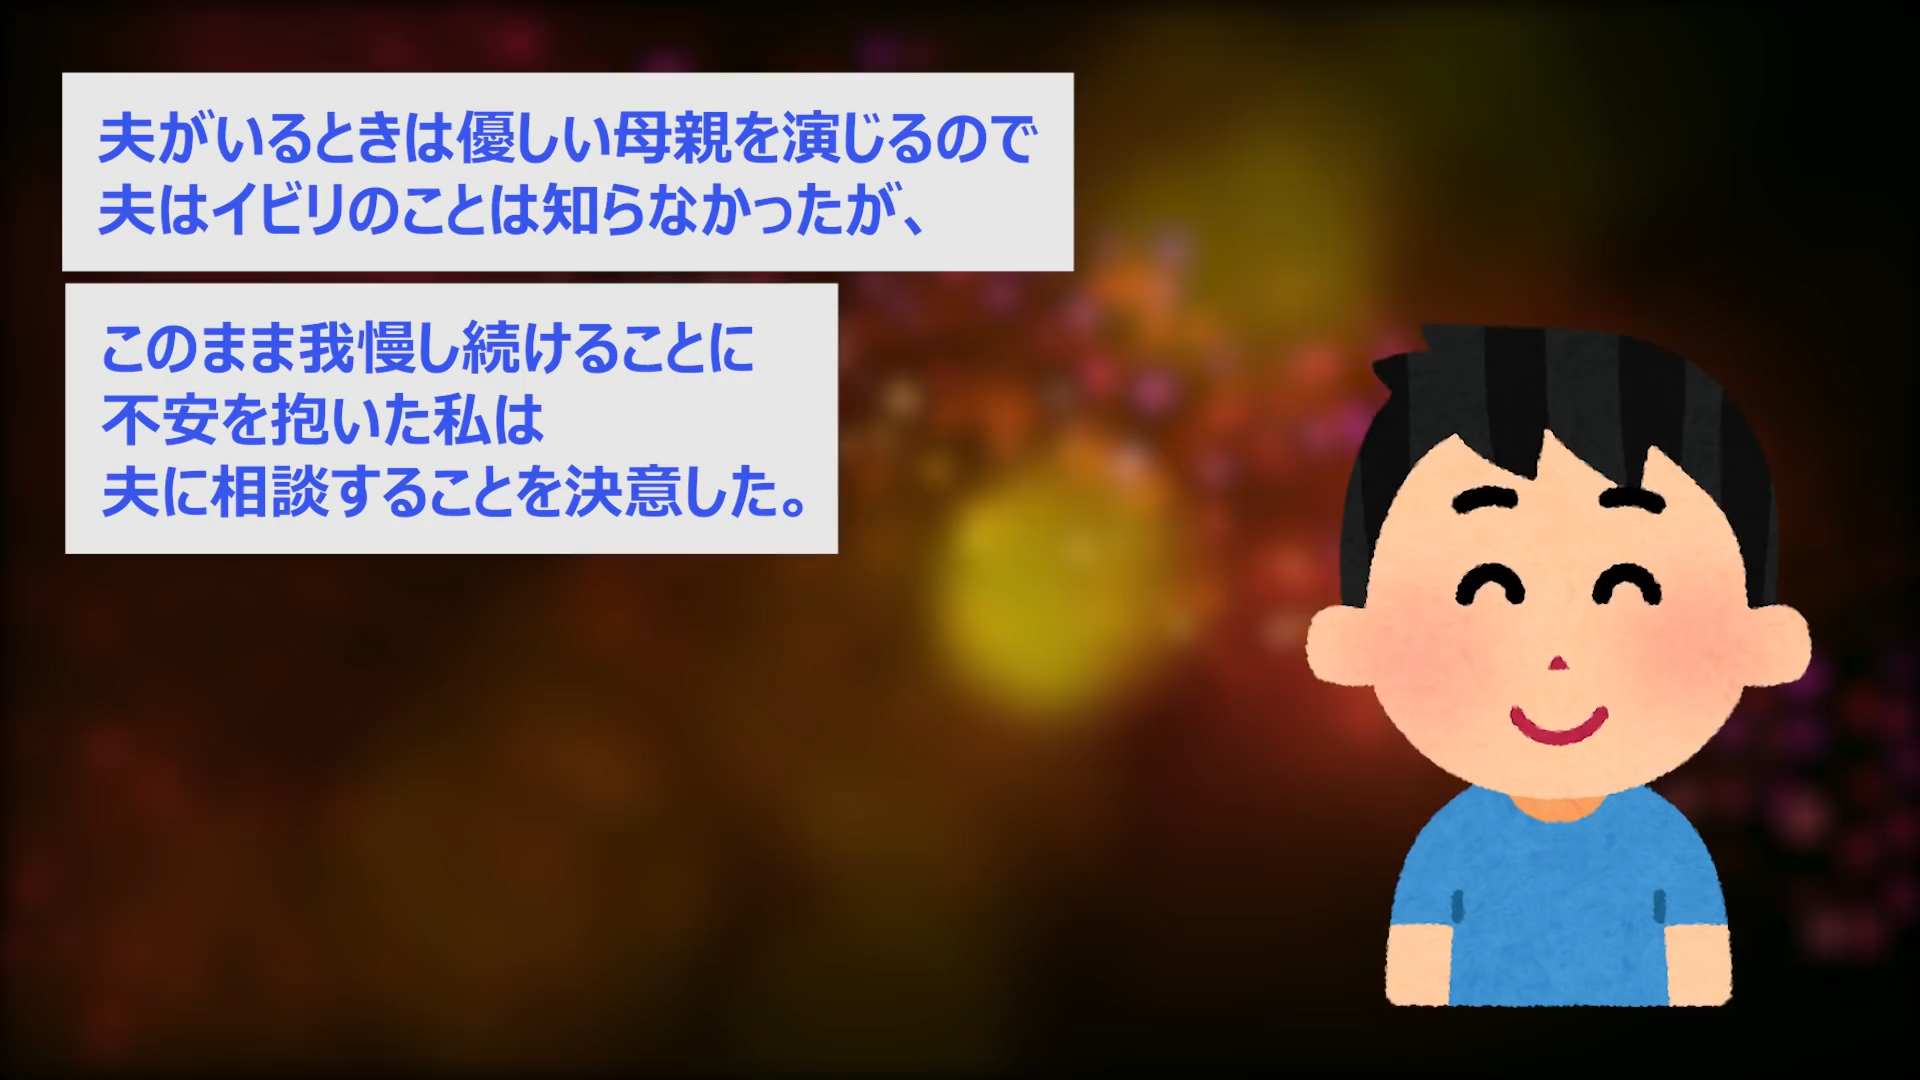 夫がいるときは優しい母親を演じるので
夫はイビリのことは知らなかったが、
このまま我慢し続けることに
不安を抱いた私は
夫に相談することを決意した。